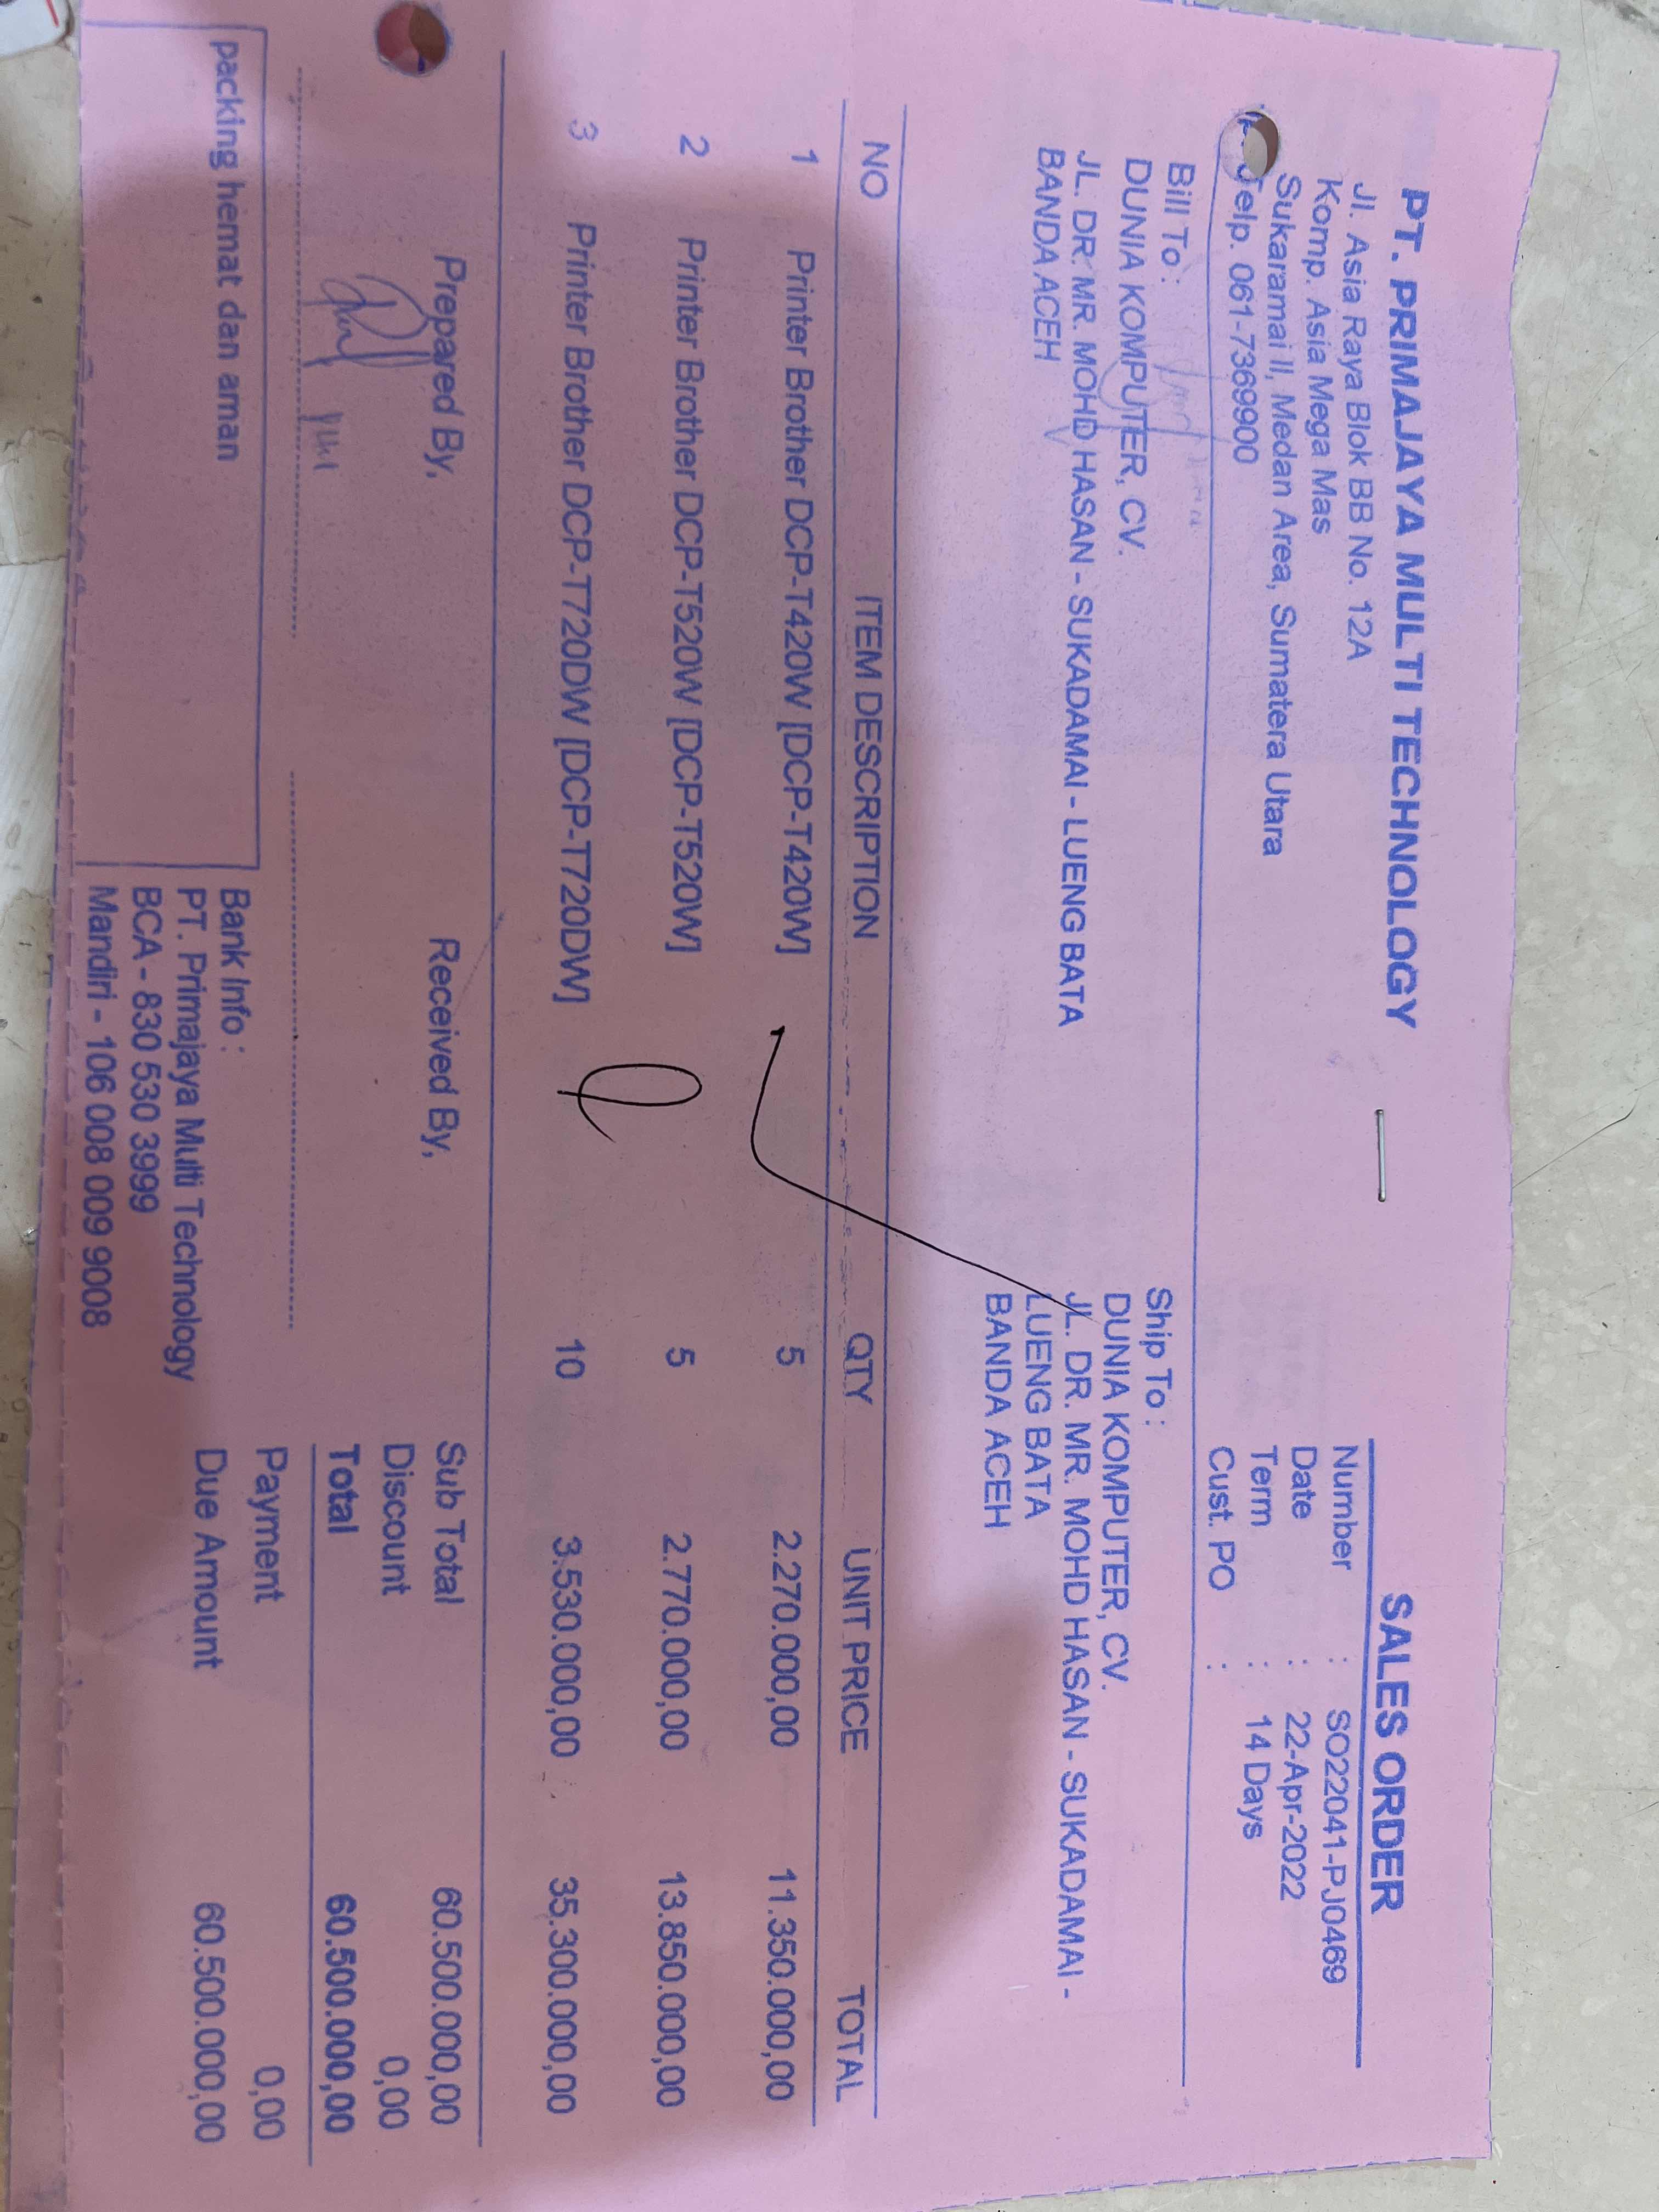 PT. PRIMAJAYA MULTI TECHNOLOGY
Jl. Asia Raya Blok BB No. 12A
Komp. Asia Mega Mas
Sukaramai II, Medan Area, Sumatera Utara
Telp. 061-7369900
SALES ORDER
Number : SO22041-PJ0469
Date : 22-Apr-2022
Term : 14 Days
Cust. PO :
Bill To :
DUNIA KOMPUTER, CV.
JL. DR. MR. MOHD HASAN - SUKADAMAI - LUENG BATA
BANDA ACEH
Ship To :
DUNIA KOMPUTER, CV.
JL. DR. MR. MOHD HASAN - SUKADAMAI -
LUENG BATA
BANDA ACEH
NO ITEM DESCRIPTION QTY UNIT PRICE TOTAL
1 Printer Brother DCP-T420W [DCP-T420W] 5 2.270.000,00 11.350.000,00
2 Printer Brother DCP-T520W [DCP-T520W] 5 2.770.000,00 13.850.000,00
3 Printer Brother DCP-T720DW [DCP-T720DW] 10 3.530.000,00 35.300.000,00
Prepared By,
Received By,
Sub Total 60.500.000,00
Discount 0,00
Total 60.500.000,00
Payment 0,00
Due Amount 60.500.000,00
packing hemat dan aman
Bank Info :
PT. Primajaya Multi Technology
BCA - 830 530 3999
Mandiri - 106 008 009 9008